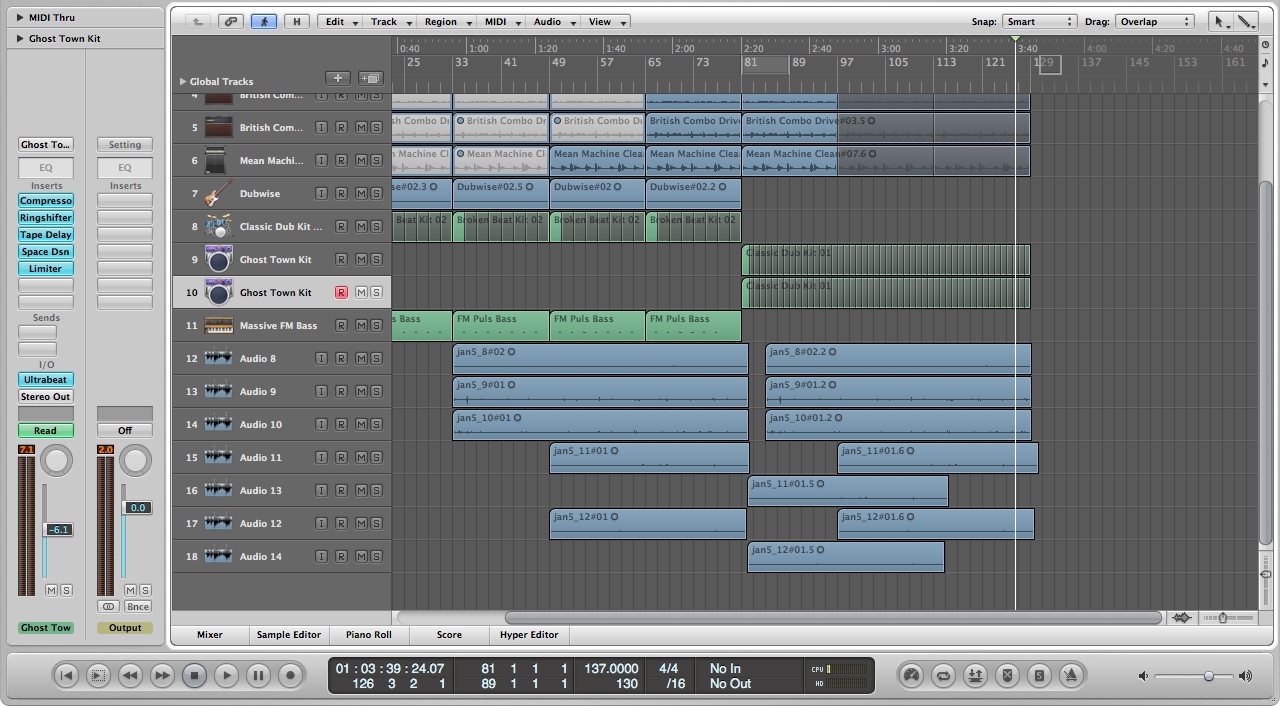 MIDI Thru
Ghost Town Kit
H Edit Track Region MIDI Audio View Snap: Smart Drag: Overlap
0:40 1:00 1:20 1:40 2:00 2:20 2:40 3:00 3:20 3:40 4:00 4:20 4:40
25 33 41 49 57 65 73 81 89 97 105 113 121 129 137 145 153 161
Global Tracks
4 British Com... I R M S
5 British Com... I R M S
sh Combo Dr British Combo Dr British Combo Dr British Combo Drive British Combo Drive#03.5
6 Mean Machi... I R M S
n Machine Cl Mean Machine Cl Mean Machine Clea Mean Machine Clea Mean Machine Clea#07.6
7 Dubwise I R M S
se#02.3 Dubwise#02.5 Dubwise#02 Dubwise#02.2
8 Classic Dub Kit ... R M S
Beat Kit 02 Broken Beat Kit 02 Broken Beat Kit 02 Broken Beat Kit 02
9 Ghost Town Kit R M S
Classic Dub Kit 01
10 Ghost Town Kit R M S
Classic Dub Kit 01
11 Massive FM Bass R M S
s Bass FM Puls Bass FM Puls Bass FM Puls Bass
12 Audio 8 I R M S
jan5_8#02 jan5_8#02.2
13 Audio 9 I R M S
jan5_9#01 jan5_9#01.2
14 Audio 10 I R M S
jan5_10#01 jan5_10#01.2
15 Audio 11 I R M S
jan5_11#01 jan5_11#01.6
16 Audio 13 I R M S
jan5_11#01.5
17 Audio 12 I R M S
jan5_12#01 jan5_12#01.6
18 Audio 14 I R M S
jan5_12#01.5
Ghost To... Setting
EQ EQ
Inserts Inserts
Compresso
Ringshifter
Tape Delay
Space Dsn
Limiter
Sends
I/O
Ultrabeat
Stereo Out
Read Off
7.1 2.0
0.0
-6.1
M S M S
Bnce
Ghost Tow Output
Mixer Sample Editor Piano Roll Score Hyper Editor
01 : 03 : 39 : 24.07 81 1 1 1 137.0000 4/4 No In CPU
126 3 2 1 89 1 1 1 130 /16 No Out HD
S